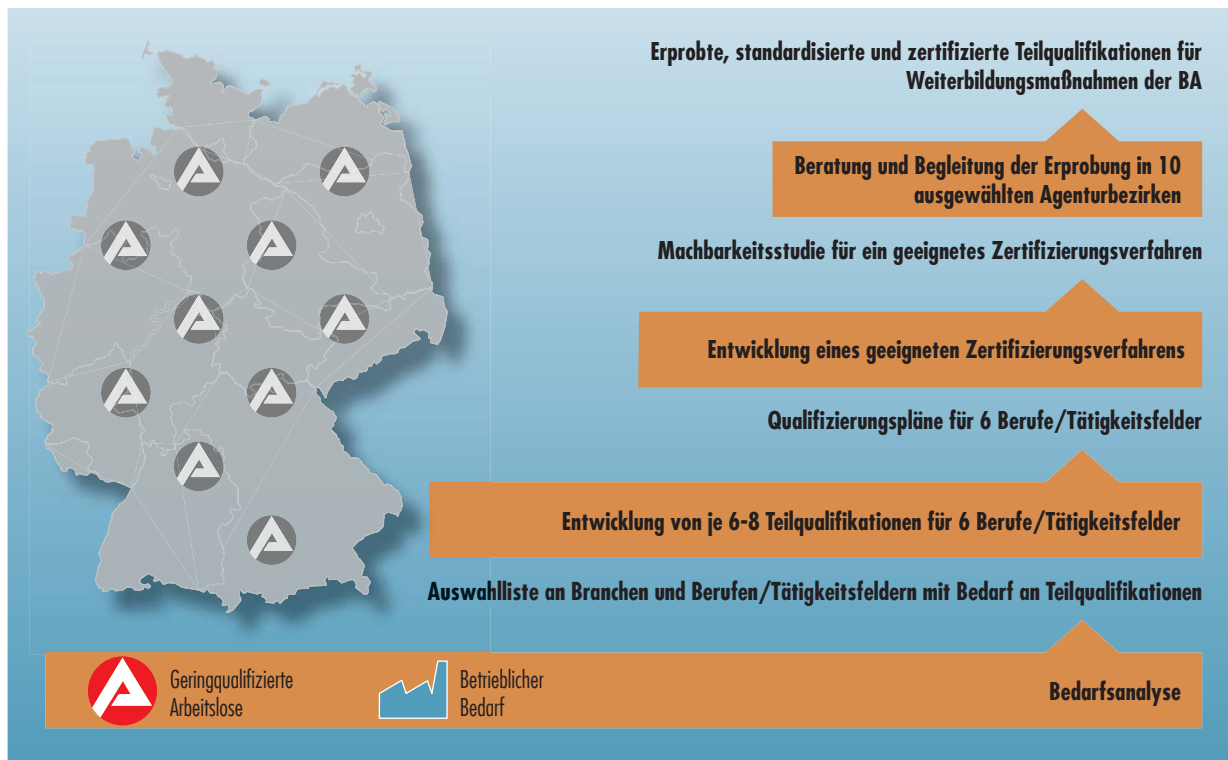 Erprobte, standardisierte und zertifizierte Teilqualifikationen für
Weiterbildungsmaßnahmen der BA
Beratung und Begleitung der Erprobung in 10
ausgewählten Agenturbezirken
Machbarkeitsstudie für ein geeignetes Zertifizierungsverfahren
Entwicklung eines geeigneten Zertifizierungsverfahrens
Qualifizierungspläne für 6 Berufe/Tätigkeitsfelder
Entwicklung von je 6-8 Teilqualifikationen für 6 Berufe/Tätigkeitsfelder
Auswahlliste an Branchen und Berufen/Tätigkeitsfeldern mit Bedarf an Teilqualifikationen
Geringqualifizierte
Arbeitslose
Betrieblicher
Bedarf
Bedarfsanalyse